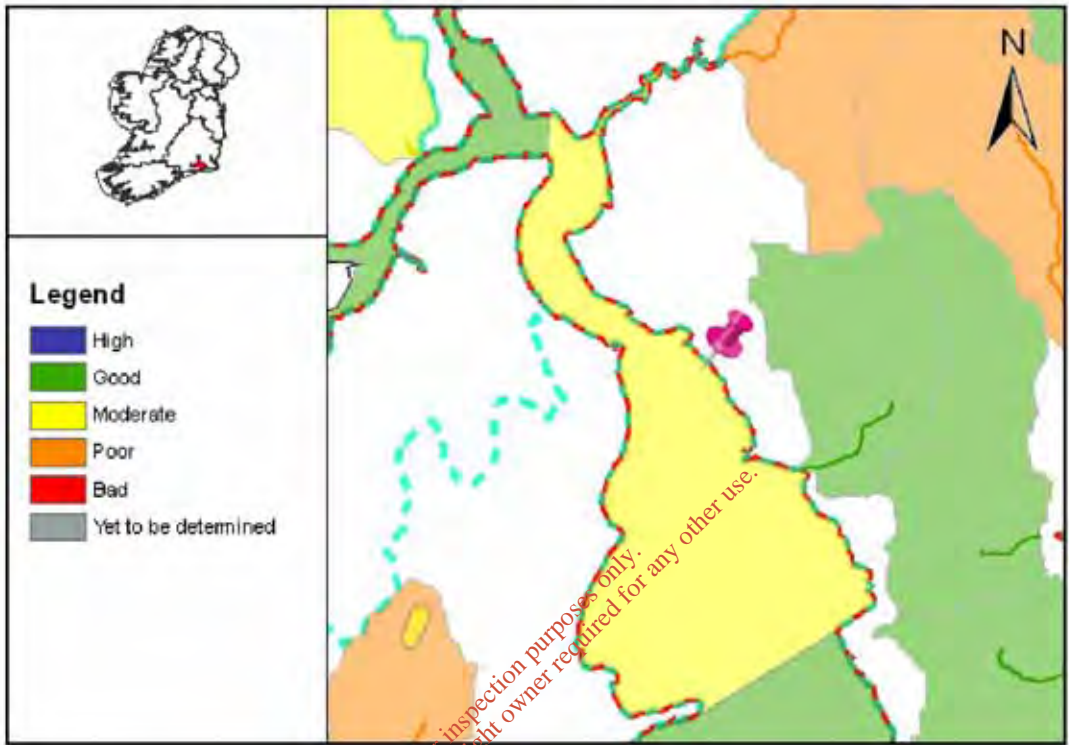 N
Legend
High
Good
Moderate
Poor
Bad
Yet to be determined
inspection purposes only.
owner required for any other use.